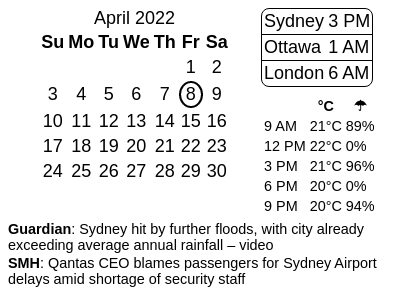 April 2022
Su Mo Tu We Th Fr Sa
1 2
3 4 5 6 7 8 9
10 11 12 13 14 15 16
17 18 19 20 21 22 23
24 25 26 27 28 29 30
Sydney 3 PM
Ottawa 1 AM
London 6 AM
°C ☂
9 AM 21°C 89%
12 PM 22°C 0%
3 PM 21°C 96%
6 PM 20°C 0%
9 PM 20°C 94%
Guardian: Sydney hit by further floods, with city already
exceeding average annual rainfall – video
SMH: Qantas CEO blames passengers for Sydney Airport
delays amid shortage of security staff